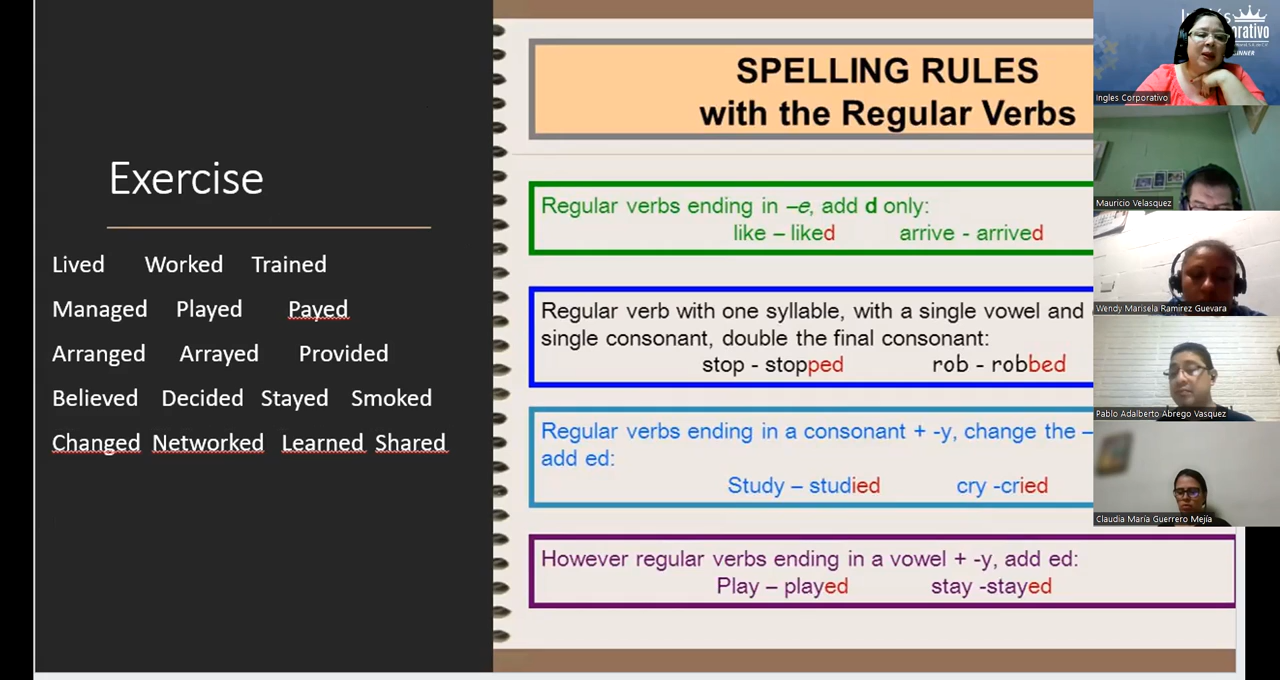 Exercise
Lived Worked Trained
Managed Played Payed
Arranged Arrayed Provided
Believed Decided Stayed Smoked
Changed Networked Learned Shared
SPELLING RULES
with the Regular Verbs
Regular verbs ending in –e, add d only:
like – liked arrive - arrived
Regular verb with one syllable, with a single vowel and
single consonant, double the final consonant:
stop - stopped rob - robbed
Regular verbs ending in a consonant + -y, change the –
add ed:
Study – studied cry -cried
However regular verbs ending in a vowel + -y, add ed:
Play – played stay -stayed
Ingles Corporativo
Mauricio Velasquez
Wendy Marisela Ramirez Guevara
Pablo Adalberto Abrego Vasquez
Claudia María Guerrero Mejía